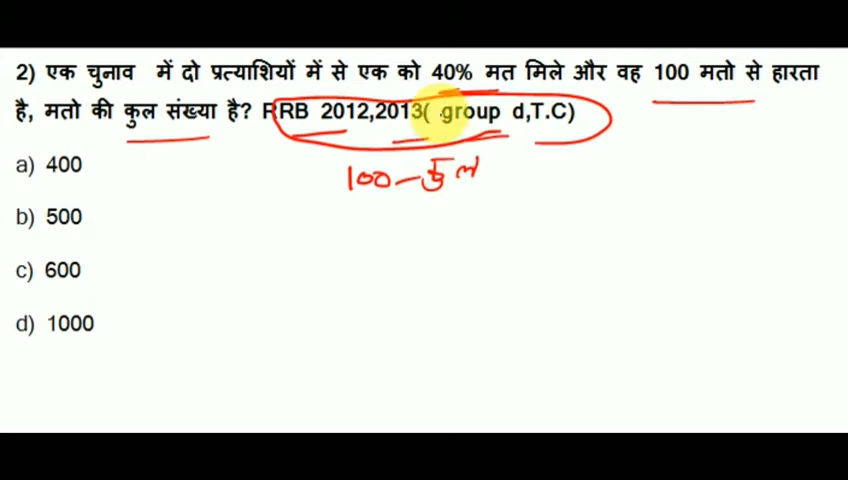 2) एक चुनाव में दो प्रत्याशियों में से एक को 40% मत मिले और वह 100 मतो से हारता
है, मतो की कुल संख्या है? RRB 2012,2013( group d,T.C)
100 - कुल
a) 400
b) 500
c) 600
d) 1000